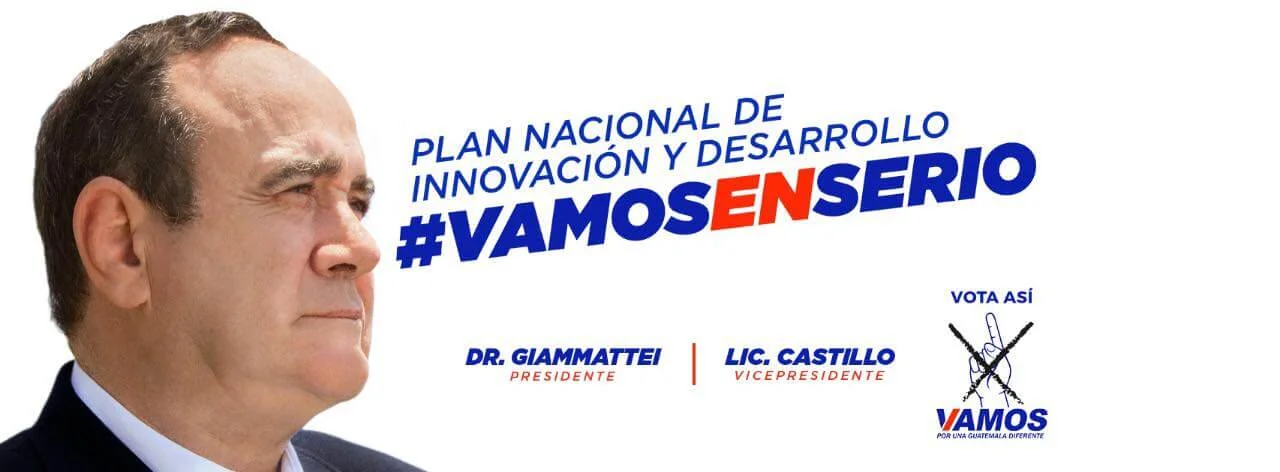 PLAN NACIONAL DE
INNOVACIÓN Y DESARROLLO
#VAMOSENSERIO
DR. GIAMMATTEI
PRESIDENTE
LIC. CASTILLO
VICEPRESIDENTE
VOTA ASÍ
VAMOS
POR UNA GUATEMALA DIFERENTE